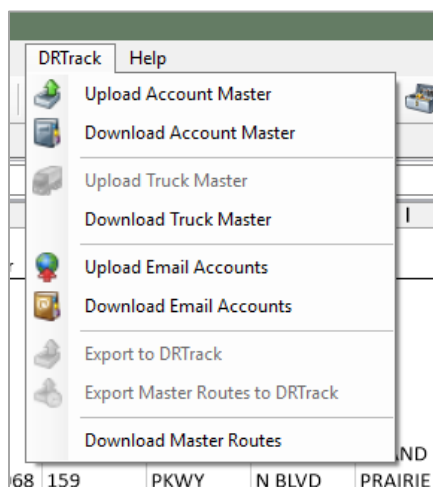 DRTrack Help
Upload Account Master
Download Account Master
Upload Truck Master
Download Truck Master
I
Upload Email Accounts
Download Email Accounts
Export to DRTrack
Export Master Routes to DRTrack
Download Master Routes
ND
68 159 PKWY N BLVD PRAIRIE